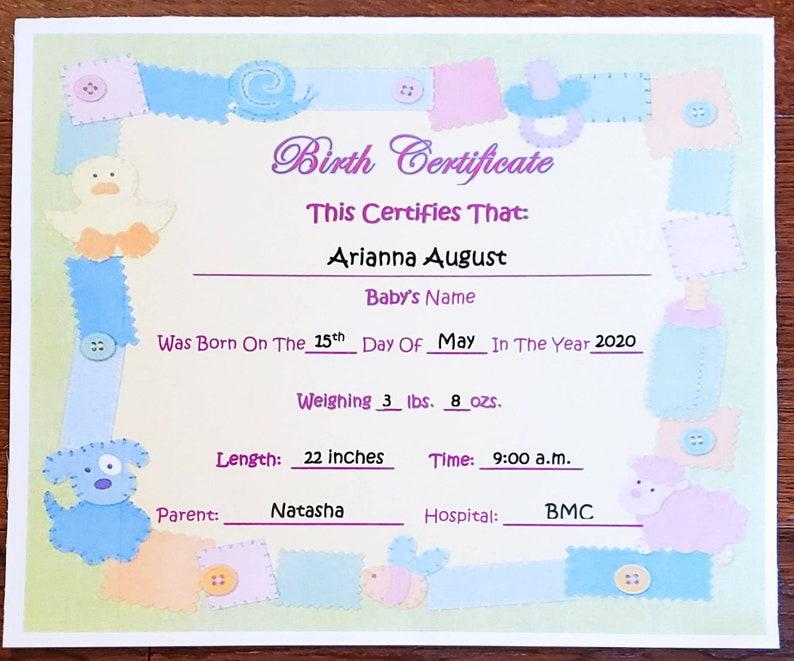 Birth Certificate
This Certifies That:
Arianna August
Baby's Name
Was Born On The 15th Day Of May In The Year 2020
Weighing 3 lbs. 8 ozs.
Length: 22 inches Time: 9:00 a.m.
Parent: Natasha Hospital: BMC